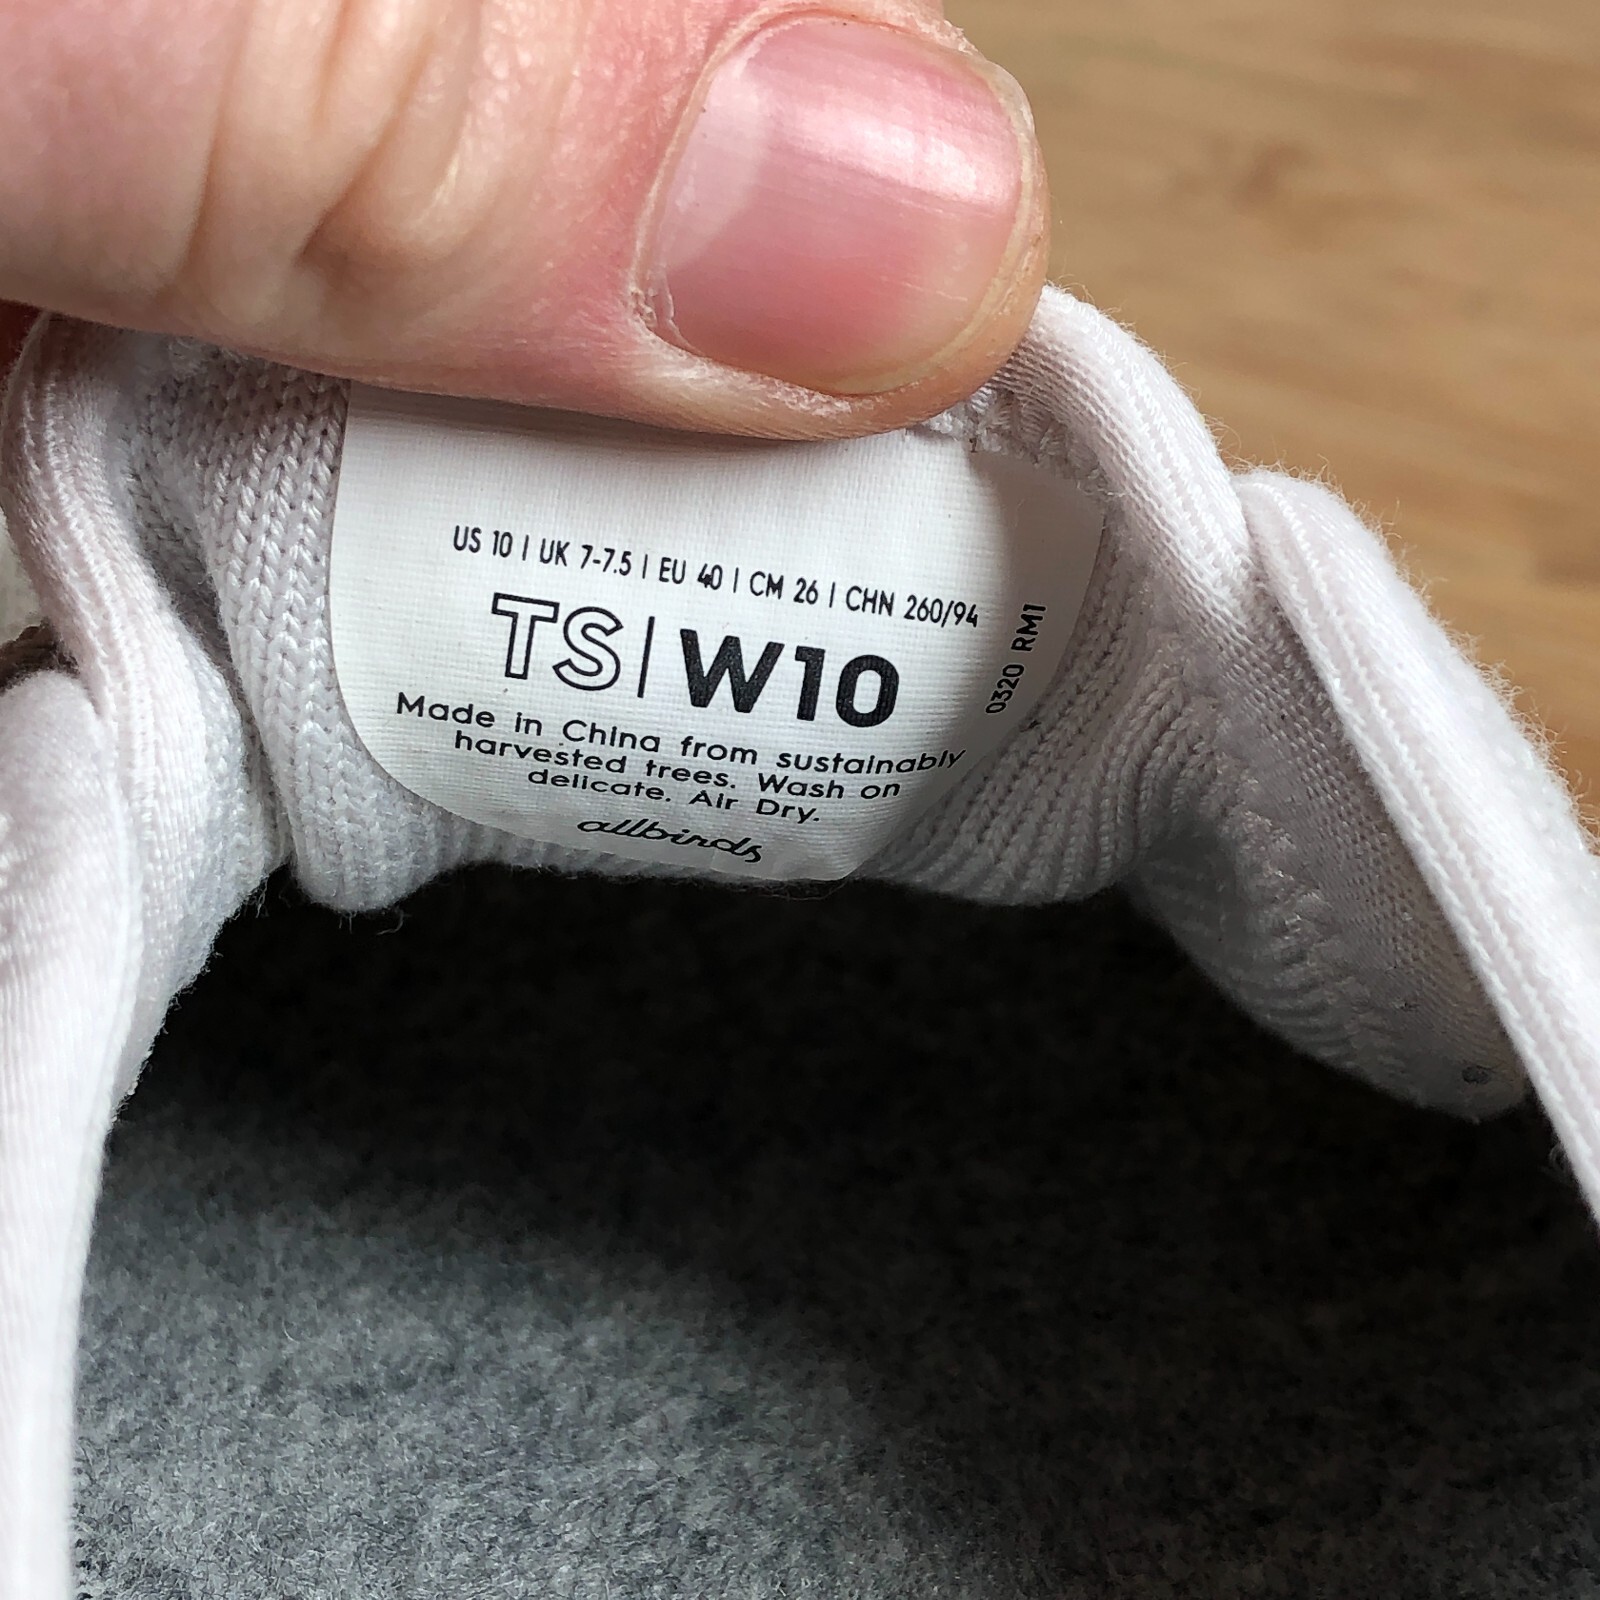 US 10 | UK 7-7.5 | EU 40 | CM 26 | CHN 260/94
TS | W10
Made in China from sustainably
harvested trees. Wash on
delicate. Air Dry.
allbirds
0320 RM1